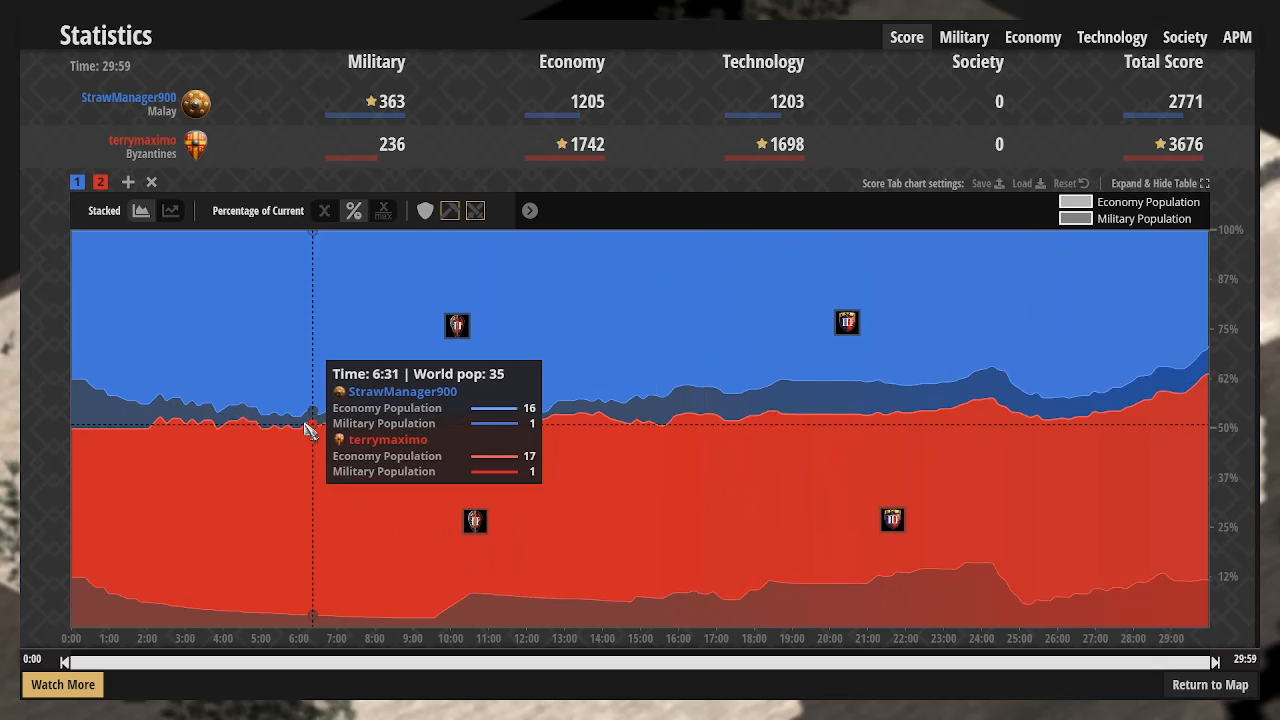 Statistics
Score Military Economy Technology Society APM
Time: 29:59
Military Economy Technology Society Total Score
StrawManager900
Malay
363 1205 1203 0 2771
terrymaximo
Byzantines
236 1742 1698 0 3676
1 2
Score Tab chart settings: Save Load Reset Expand & Hide Table
Stacked Percentage of Current X % X max
Economy Population
Military Population
100%
87%
75%
62%
50%
37%
25%
12%
II III
Time: 6:31 | World pop: 35
StrawManager900
Economy Population 16
Military Population 1
terrymaximo
Economy Population 17
Military Population 1
II III
0:00 1:00 2:00 3:00 4:00 5:00 6:00 7:00 8:00 9:00 10:00 11:00 12:00 13:00 14:00 15:00 16:00 17:00 18:00 19:00 20:00 21:00 22:00 23:00 24:00 25:00 26:00 27:00 28:00 29:00
0:00 29:59
Watch More Return to Map